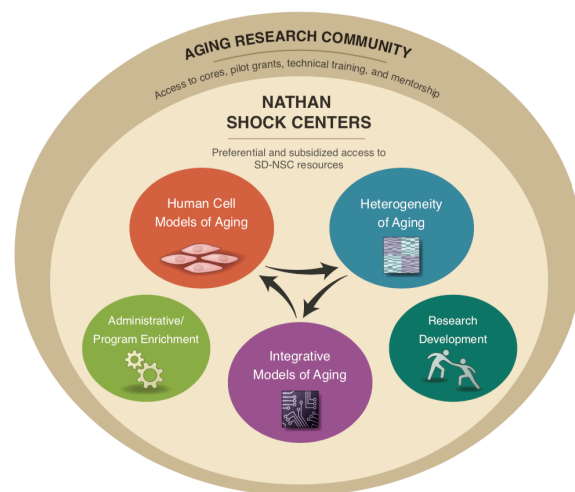 AGING RESEARCH COMMUNITY
Access to cores, pilot grants, technical training, and mentorship
NATHAN
SHOCK CENTERS
Preferential and subsidized access to
SD-NSC resources
Human Cell
Models of Aging
Heterogeneity
of Aging
Administrative/
Program Enrichment
Integrative
Models of Aging
Research
Development